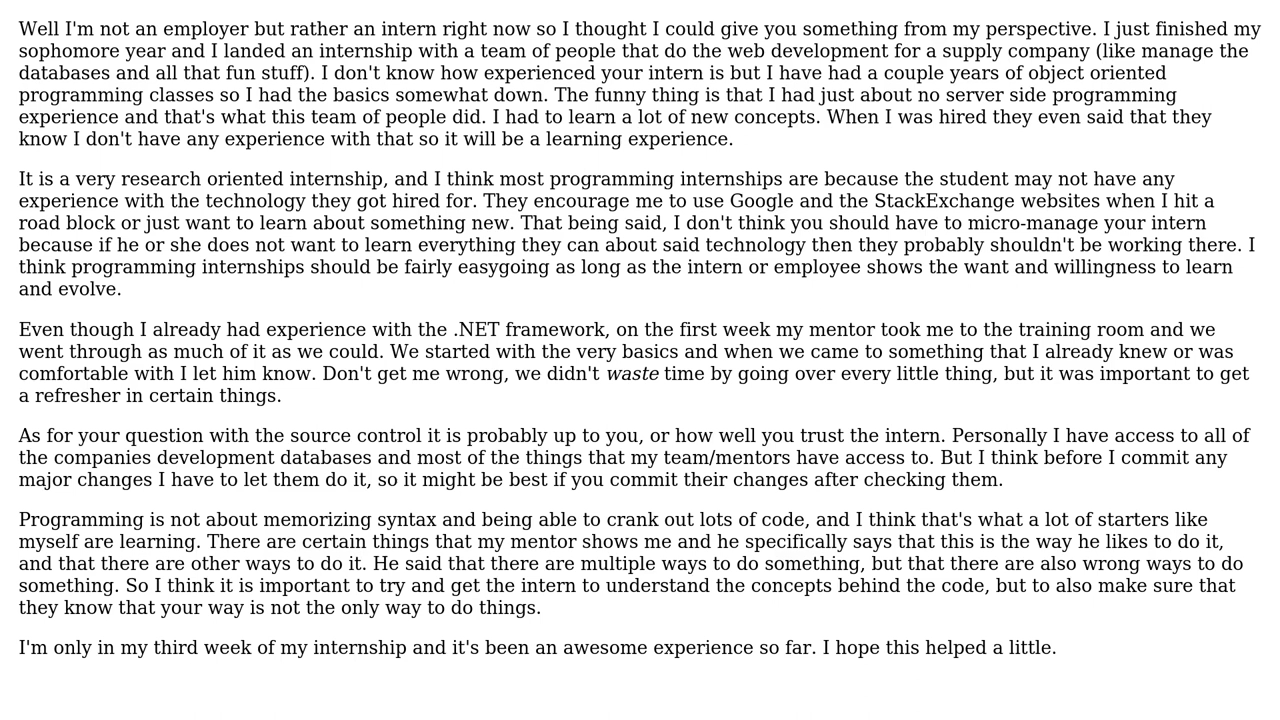 Well I'm not an employer but rather an intern right now so I thought I could give you something from my perspective. I just finished my
sophomore year and I landed an internship with a team of people that do the web development for a supply company (like manage the
databases and all that fun stuff). I don't know how experienced your intern is but I have had a couple years of object oriented
programming classes so I had the basics somewhat down. The funny thing is that I had just about no server side programming
experience and that's what this team of people did. I had to learn a lot of new concepts. When I was hired they even said that they
know I don't have any experience with that so it will be a learning experience.
It is a very research oriented internship, and I think most programming internships are because the student may not have any
experience with the technology they got hired for. They encourage me to use Google and the StackExchange websites when I hit a
road block or just want to learn about something new. That being said, I don't think you should have to micro-manage your intern
because if he or she does not want to learn everything they can about said technology then they probably shouldn't be working there. I
think programming internships should be fairly easygoing as long as the intern or employee shows the want and willingness to learn
and evolve.
Even though I already had experience with the .NET framework, on the first week my mentor took me to the training room and we
went through as much of it as we could. We started with the very basics and when we came to something that I already knew or was
comfortable with I let him know. Don't get me wrong, we didn't waste time by going over every little thing, but it was important to get
a refresher in certain things.
As for your question with the source control it is probably up to you, or how well you trust the intern. Personally I have access to all of
the companies development databases and most of the things that my team/mentors have access to. But I think before I commit any
major changes I have to let them do it, so it might be best if you commit their changes after checking them.
Programming is not about memorizing syntax and being able to crank out lots of code, and I think that's what a lot of starters like
myself are learning. There are certain things that my mentor shows me and he specifically says that this is the way he likes to do it,
and that there are other ways to do it. He said that there are multiple ways to do something, but that there are also wrong ways to do
something. So I think it is important to try and get the intern to understand the concepts behind the code, but to also make sure that
they know that your way is not the only way to do things.
I'm only in my third week of my internship and it's been an awesome experience so far. I hope this helped a little.